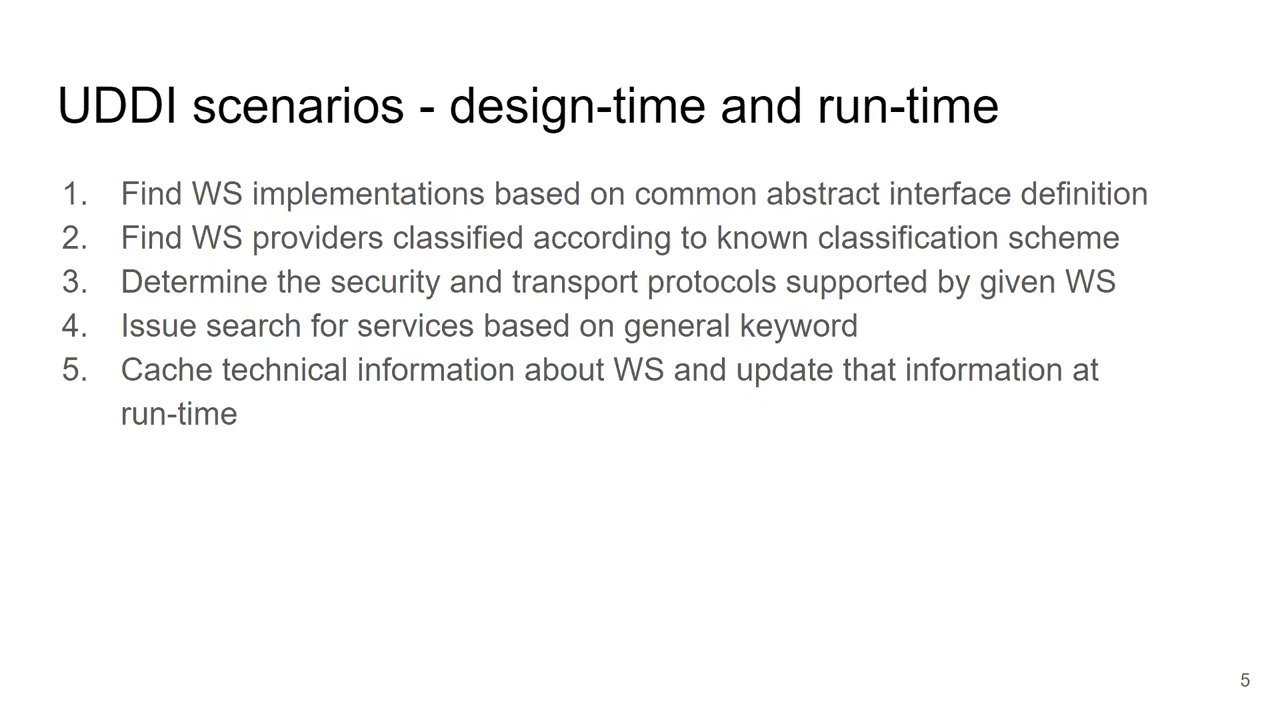 UDDI scenarios - design-time and run-time
1. Find WS implementations based on common abstract interface definition
2. Find WS providers classified according to known classification scheme
3. Determine the security and transport protocols supported by given WS
4. Issue search for services based on general keyword
5. Cache technical information about WS and update that information at
run-time
5